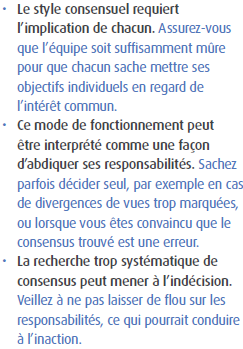 • Le style consensuel requiert
l'implication de chacun. Assurez-vous
que l'équipe soit suffisamment mûre
pour que chacun sache mettre ses
objectifs individuels en regard de
l'intérêt commun.
• Ce mode de fonctionnement peut
être interprété comme une façon
d'abdiquer ses responsabilités. Sachez
parfois décider seul, par exemple en cas
de divergences de vues trop marquées,
ou lorsque vous êtes convaincu que le
consensus trouvé est une erreur.
• La recherche trop systématique de
consensus peut mener à l'indécision.
Veillez à ne pas laisser de flou sur les
responsabilités, ce qui pourrait conduire
à l'inaction.